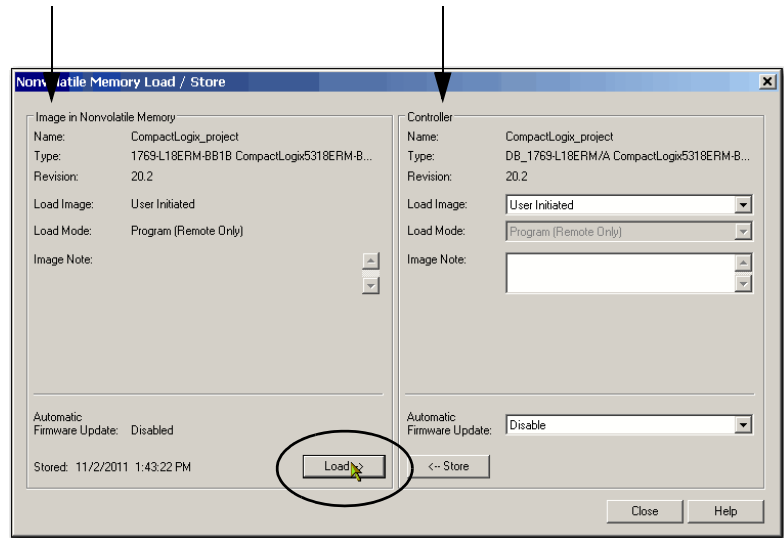 Nonvolatile Memory Load / Store
Image in Nonvolatile Memory
Name: CompactLogix_project
Type: 1769-L18ERM-BB1B CompactLogix5318ERM-B...
Revision: 20.2
Load Image: User Initiated
Load Mode: Program (Remote Only)
Image Note:
Automatic
Firmware Update: Disabled
Stored: 11/2/2011 1:43:22 PM
Load -->
Controller
Name: CompactLogix_project
Type: DB_1769-L18ERM/A CompactLogix5318ERM-B...
Revision: 20.2
Load Image: User Initiated
Load Mode: Program (Remote Only)
Image Note:
Automatic
Firmware Update: Disable
<-- Store
Close
Help